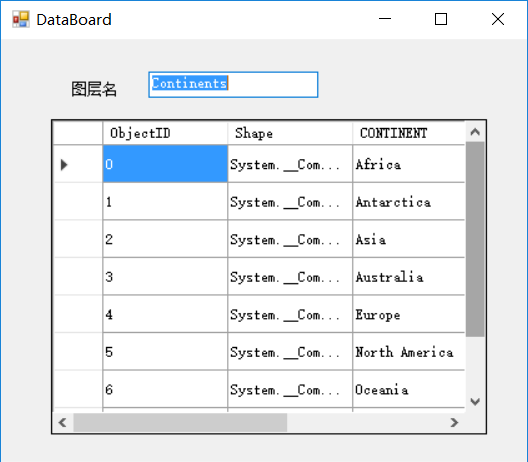 DataBoard
图层名 Continents
ObjectID Shape CONTINENT
0 System.__Com... Africa
1 System.__Com... Antarctica
2 System.__Com... Asia
3 System.__Com... Australia
4 System.__Com... Europe
5 System.__Com... North America
6 System.__Com... Oceania